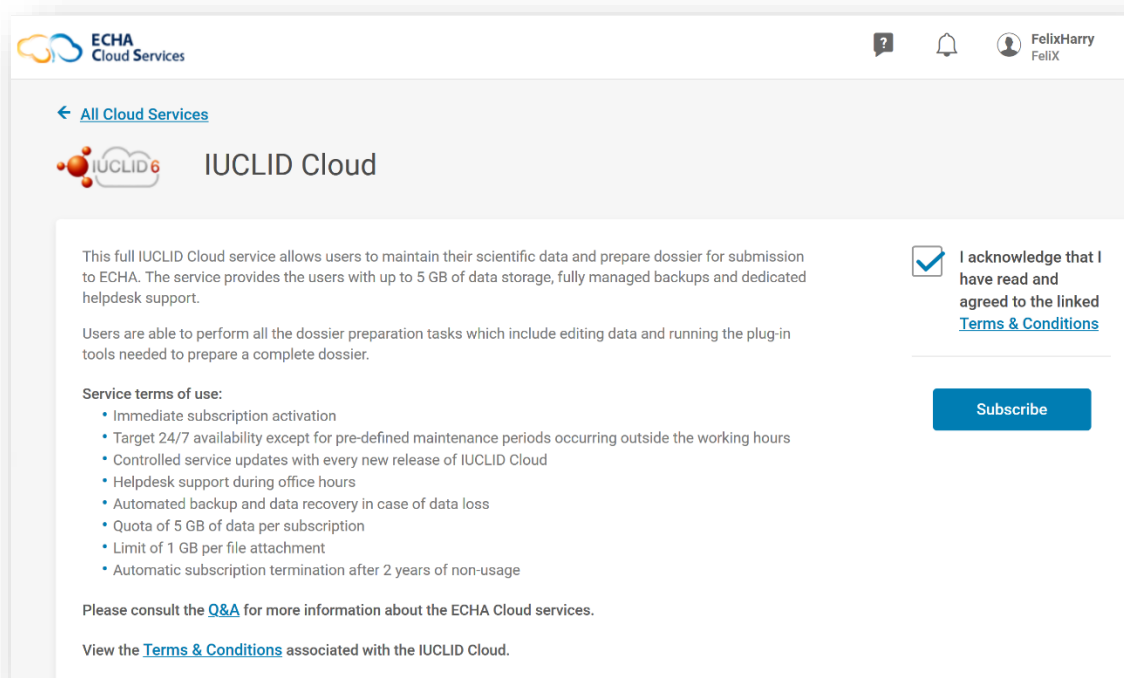 ECHA
Cloud Services
?
FelixHarry
FeliX
All Cloud Services
IUCLID 6
IUCLID Cloud
This full IUCLID Cloud service allows users to maintain their scientific data and prepare dossier for submission
to ECHA. The service provides the users with up to 5 GB of data storage, fully managed backups and dedicated
helpdesk support.
Users are able to perform all the dossier preparation tasks which include editing data and running the plug-in
tools needed to prepare a complete dossier.
Service terms of use:
• Immediate subscription activation
• Target 24/7 availability except for pre-defined maintenance periods occurring outside the working hours
• Controlled service updates with every new release of IUCLID Cloud
• Helpdesk support during office hours
• Automated backup and data recovery in case of data loss
• Quota of 5 GB of data per subscription
• Limit of 1 GB per file attachment
• Automatic subscription termination after 2 years of non-usage
Please consult the Q&A for more information about the ECHA Cloud services.
View the Terms & Conditions associated with the IUCLID Cloud.
I acknowledge that I
have read and
agreed to the linked
Terms & Conditions
Subscribe